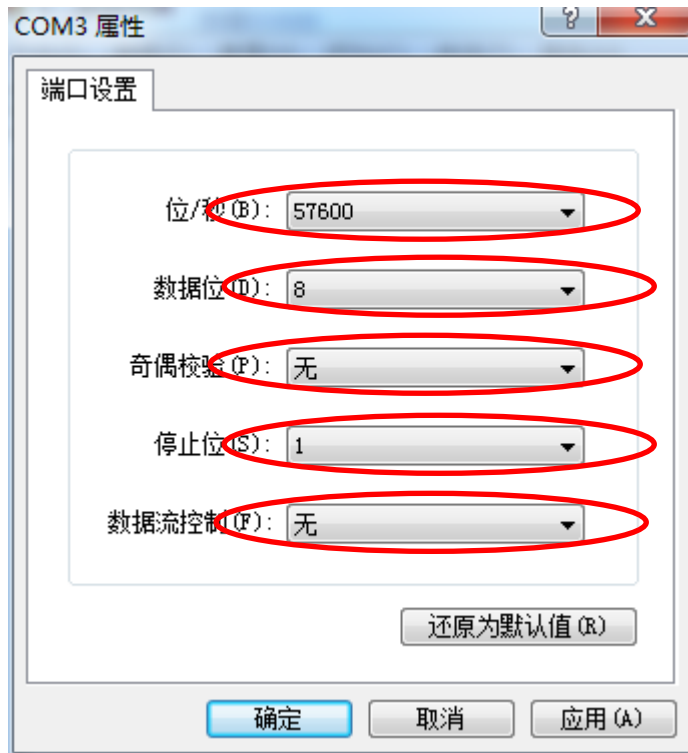 COM3 属性
端口设置
位/秒(B): 57600
数据位(D): 8
奇偶校验(P): 无
停止位(S): 1
数据流控制(F): 无
还原为默认值(R)
确定 取消 应用(A)